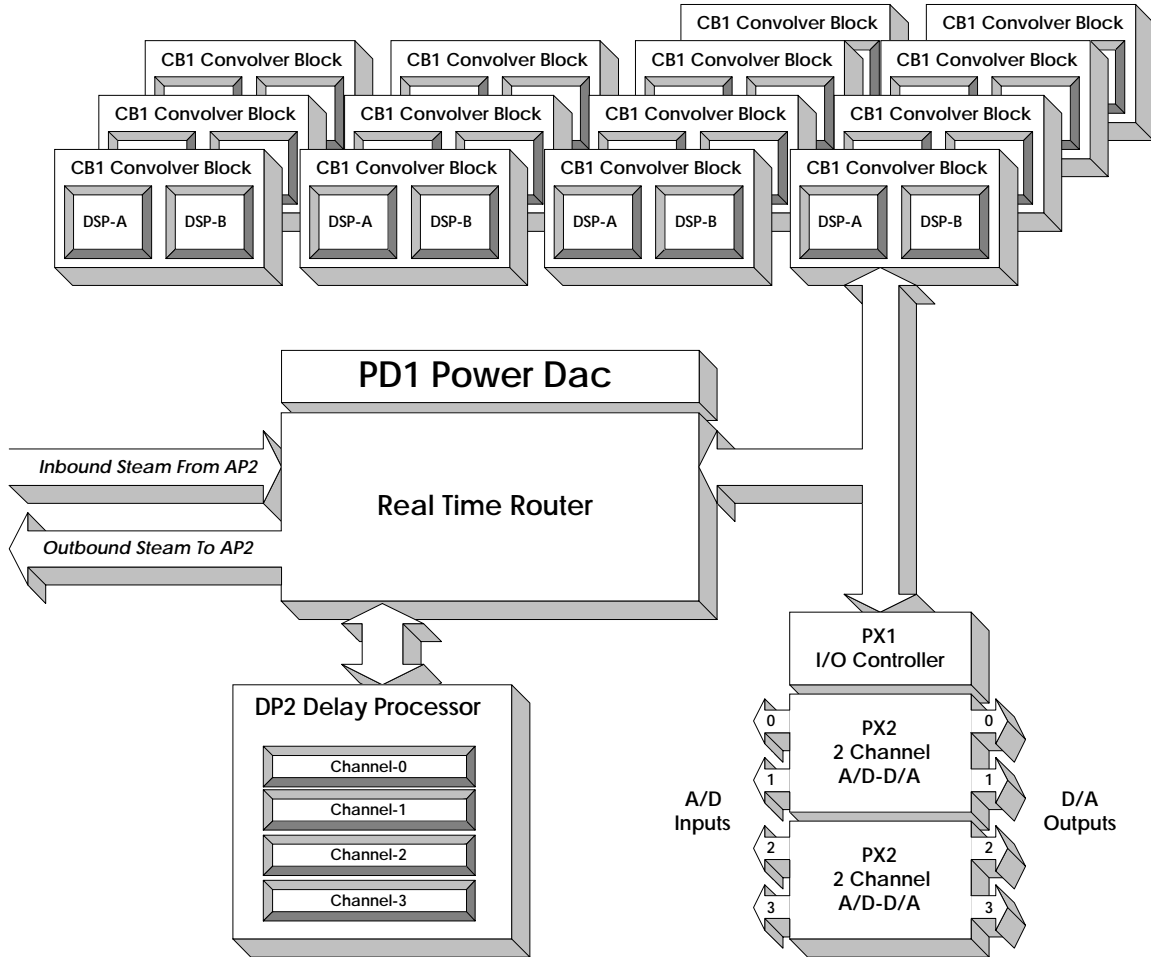 CB1 Convolver Block
CB1 Convolver Block
CB1 Convolver Block
CB1 Convolver Block
CB1 Convolver Block
CB1 Convolver Block
CB1 Convolver Block
CB1 Convolver Block
CB1 Convolver Block
CB1 Convolver Block
CB1 Convolver Block
CB1 Convolver Block
CB1 Convolver Block
CB1 Convolver Block
DSP-A
DSP-B
DSP-A
DSP-B
DSP-A
DSP-B
DSP-A
DSP-B
PD1 Power Dac
Real Time Router
Inbound Steam From AP2
Outbound Steam To AP2
DP2 Delay Processor
Channel-0
Channel-1
Channel-2
Channel-3
PX1
I/O Controller
PX2
2 Channel
A/D-D/A
PX2
2 Channel
A/D-D/A
A/D
Inputs
0
1
2
3
0
1
2
3
D/A
Outputs